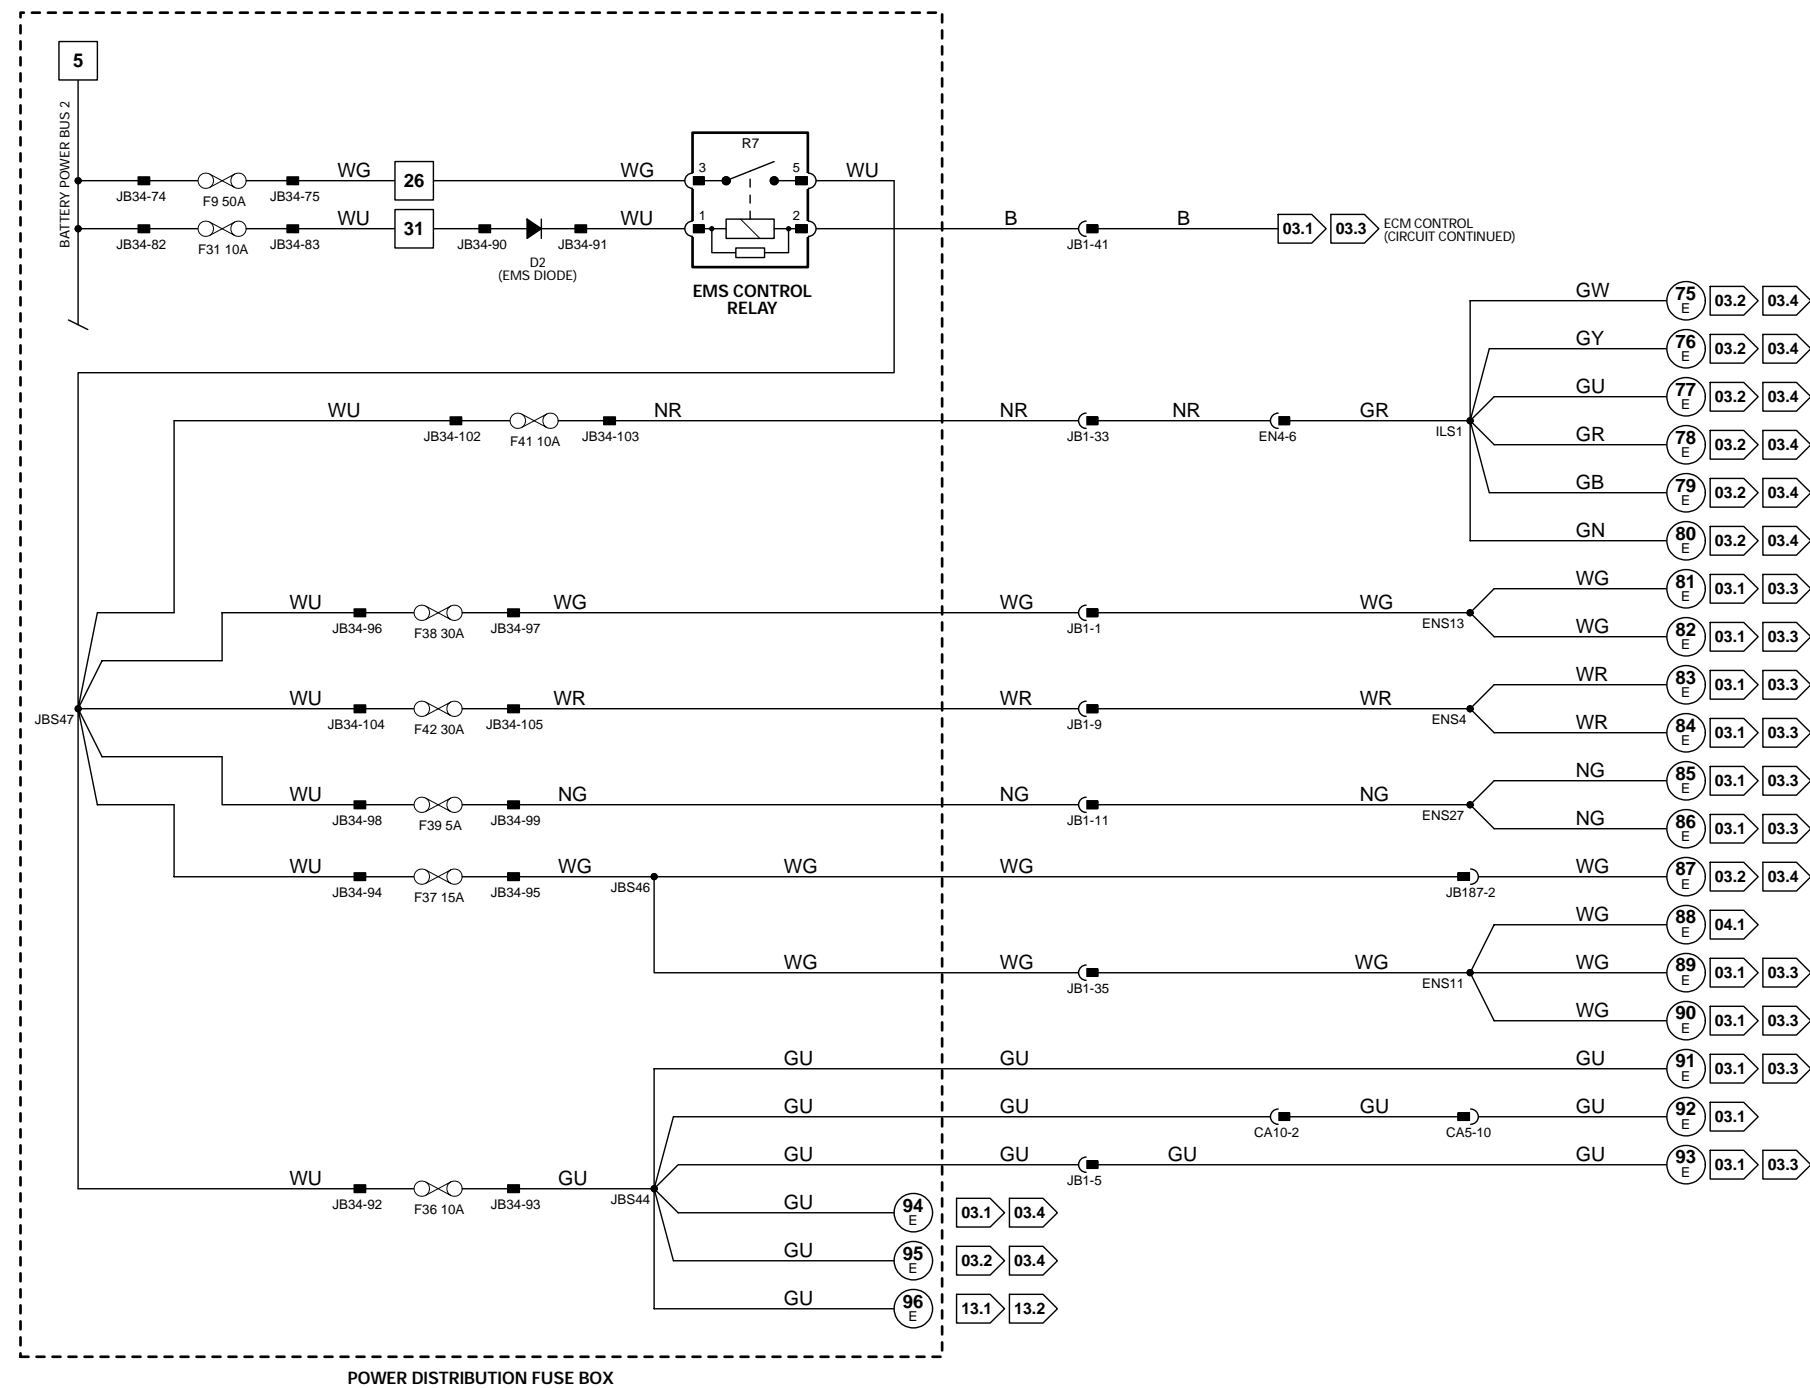 5
BATTERY POWER BUS 2
R7
WG WG 3 5 WU
26
JB34-74 F9 50A JB34-75
WU WU 1 2 B B
31 03.1 03.3 ECM CONTROL
(CIRCUIT CONTINUED)
JB34-82 F31 10A JB34-83 JB34-90 JB34-91 JB1-41
D2
(EMS DIODE)
EMS CONTROL
RELAY
GW 75 E 03.2 03.4
GY 76 E 03.2 03.4
GU 77 E 03.2 03.4
WU NR NR NR GR
JB34-102 F41 10A JB34-103 JB1-33 EN4-6 ILS1
GR 78 E 03.2 03.4
GB 79 E 03.2 03.4
GN 80 E 03.2 03.4
WG 81 E 03.1 03.3
WU WG WG WG
JB34-96 F38 30A JB34-97 JB1-1 ENS13
WG 82 E 03.1 03.3
WR 83 E 03.1 03.3
WU WR WR WR
JBS47 JB34-104 F42 30A JB34-105 JB1-9 ENS4
WR 84 E 03.1 03.3
NG 85 E 03.1 03.3
WU NG NG NG
JB34-98 F39 5A JB34-99 JB1-11 ENS27
NG 86 E 03.1 03.3
WU WG WG WG WG 87 E 03.2 03.4
JB34-94 F37 15A JB34-95 JBS46 JB187-2
WG 88 E 04.1
WG WG WG WG 89 E 03.1 03.3
JB1-35 ENS11
WG 90 E 03.1 03.3
GU GU GU 91 E 03.1 03.3
GU GU GU GU 92 E 03.1
CA10-2 CA5-10
GU GU GU GU 93 E 03.1 03.3
JB1-5
WU GU
JB34-92 F36 10A JB34-93 JBS44
GU 94 E 03.1 03.4
GU 95 E 03.2 03.4
GU 96 E 13.1 13.2
POWER DISTRIBUTION FUSE BOX